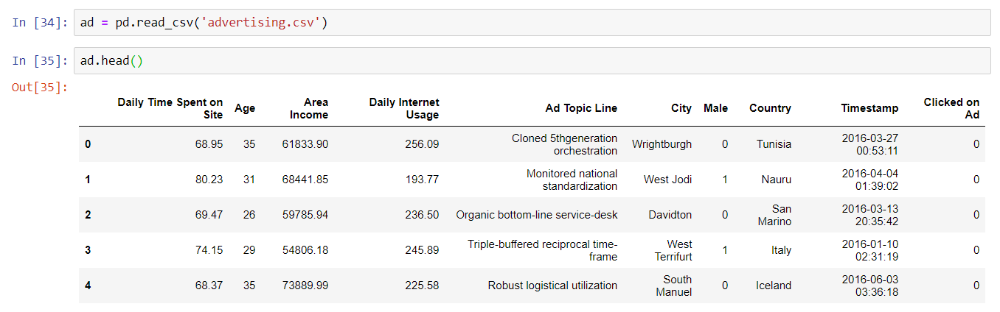 In [34]: ad = pd.read_csv('advertising.csv')
In [35]: ad.head()
Out[35]:
Daily Time Spent on Site Age Area Income Daily Internet Usage Ad Topic Line City Male Country Timestamp Clicked on Ad
0 68.95 35 61833.90 256.09 Cloned 5thgeneration orchestration Wrightburgh 0 Tunisia 2016-03-27 00:53:11 0
1 80.23 31 68441.85 193.77 Monitored national standardization West Jodi 1 Nauru 2016-04-04 01:39:02 0
2 69.47 26 59785.94 236.50 Organic bottom-line service-desk Davidton 0 San Marino 2016-03-13 20:35:42 0
3 74.15 29 54806.18 245.89 Triple-buffered reciprocal time-frame West Terrifurt 1 Italy 2016-01-10 02:31:19 0
4 68.37 35 73889.99 225.58 Robust logistical utilization South Manuel 0 Iceland 2016-06-03 03:36:18 0